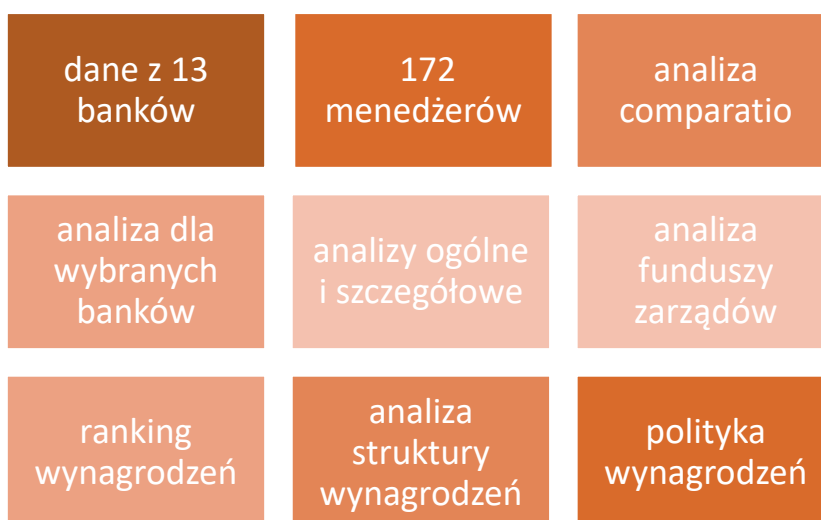 dane z 13
banków
172
menedżerów
analiza
comparatio
analiza dla
wybranych
banków
analizy ogólne
i szczegółowe
analiza
funduszy
zarządów
ranking
wynagrodzeń
analiza
struktury
wynagrodzeń
polityka
wynagrodzeń